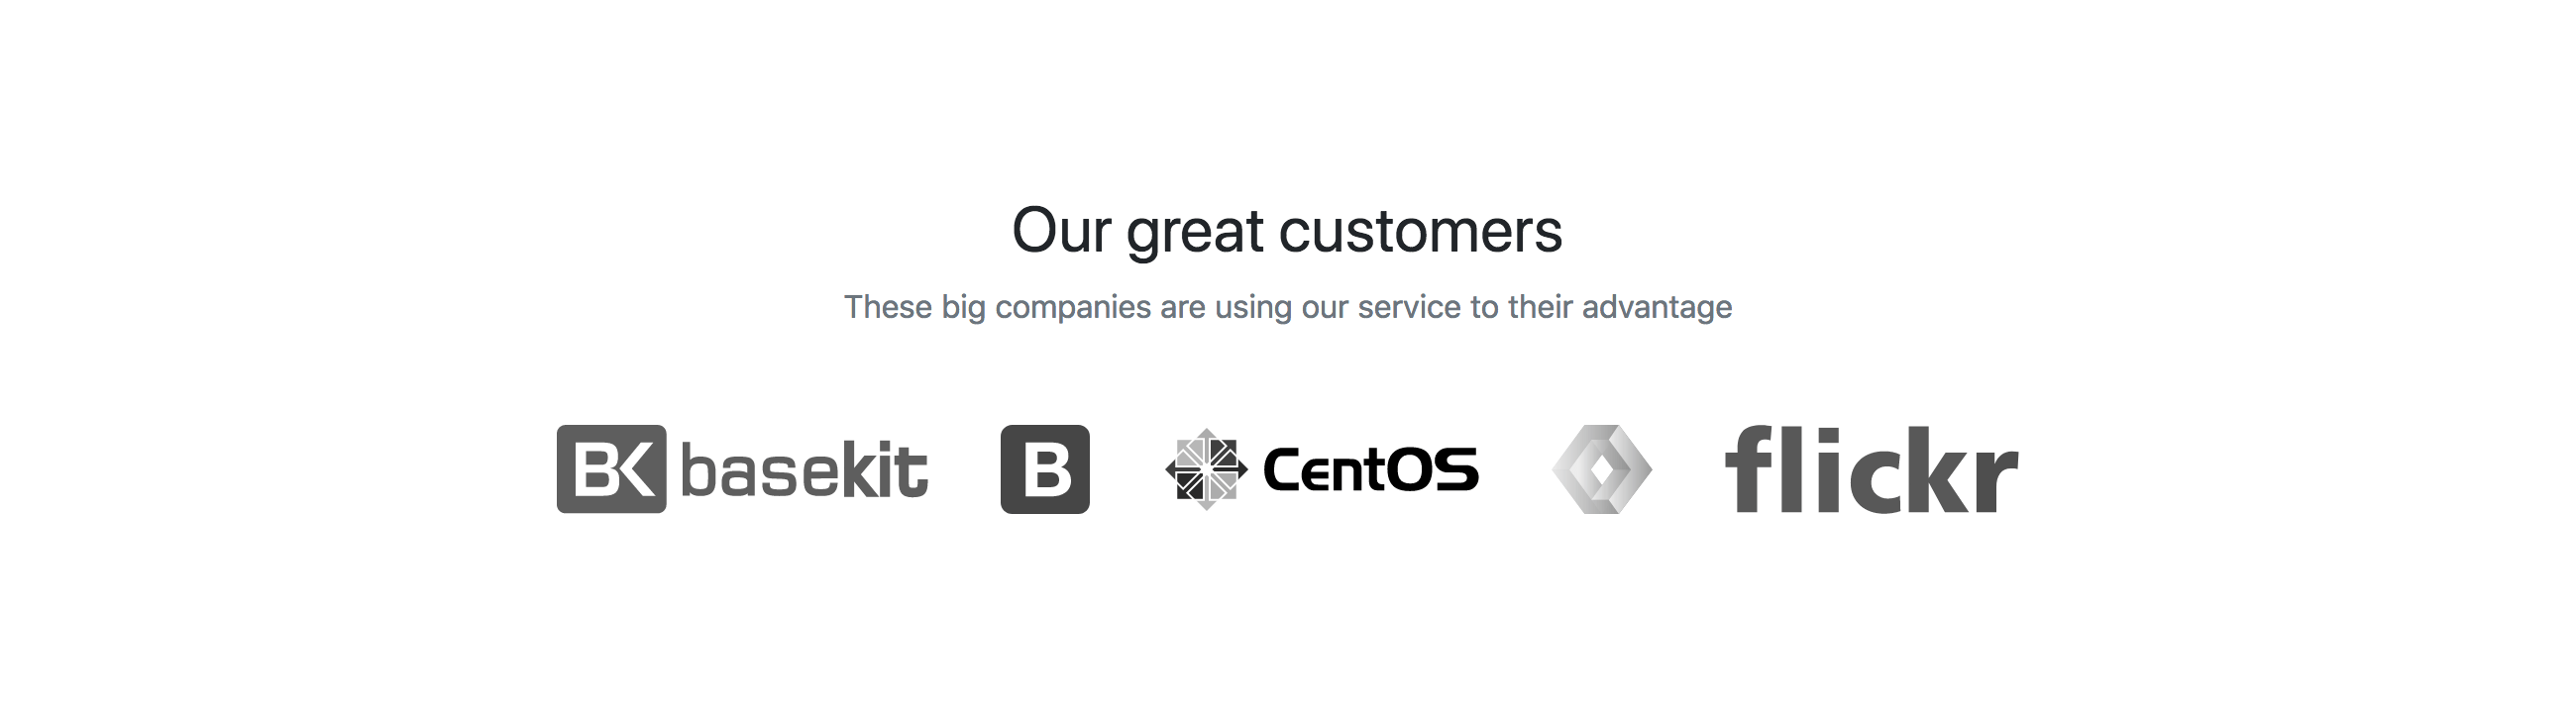 Our great customers
These big companies are using our service to their advantage
BK basekit B CentOS flickr